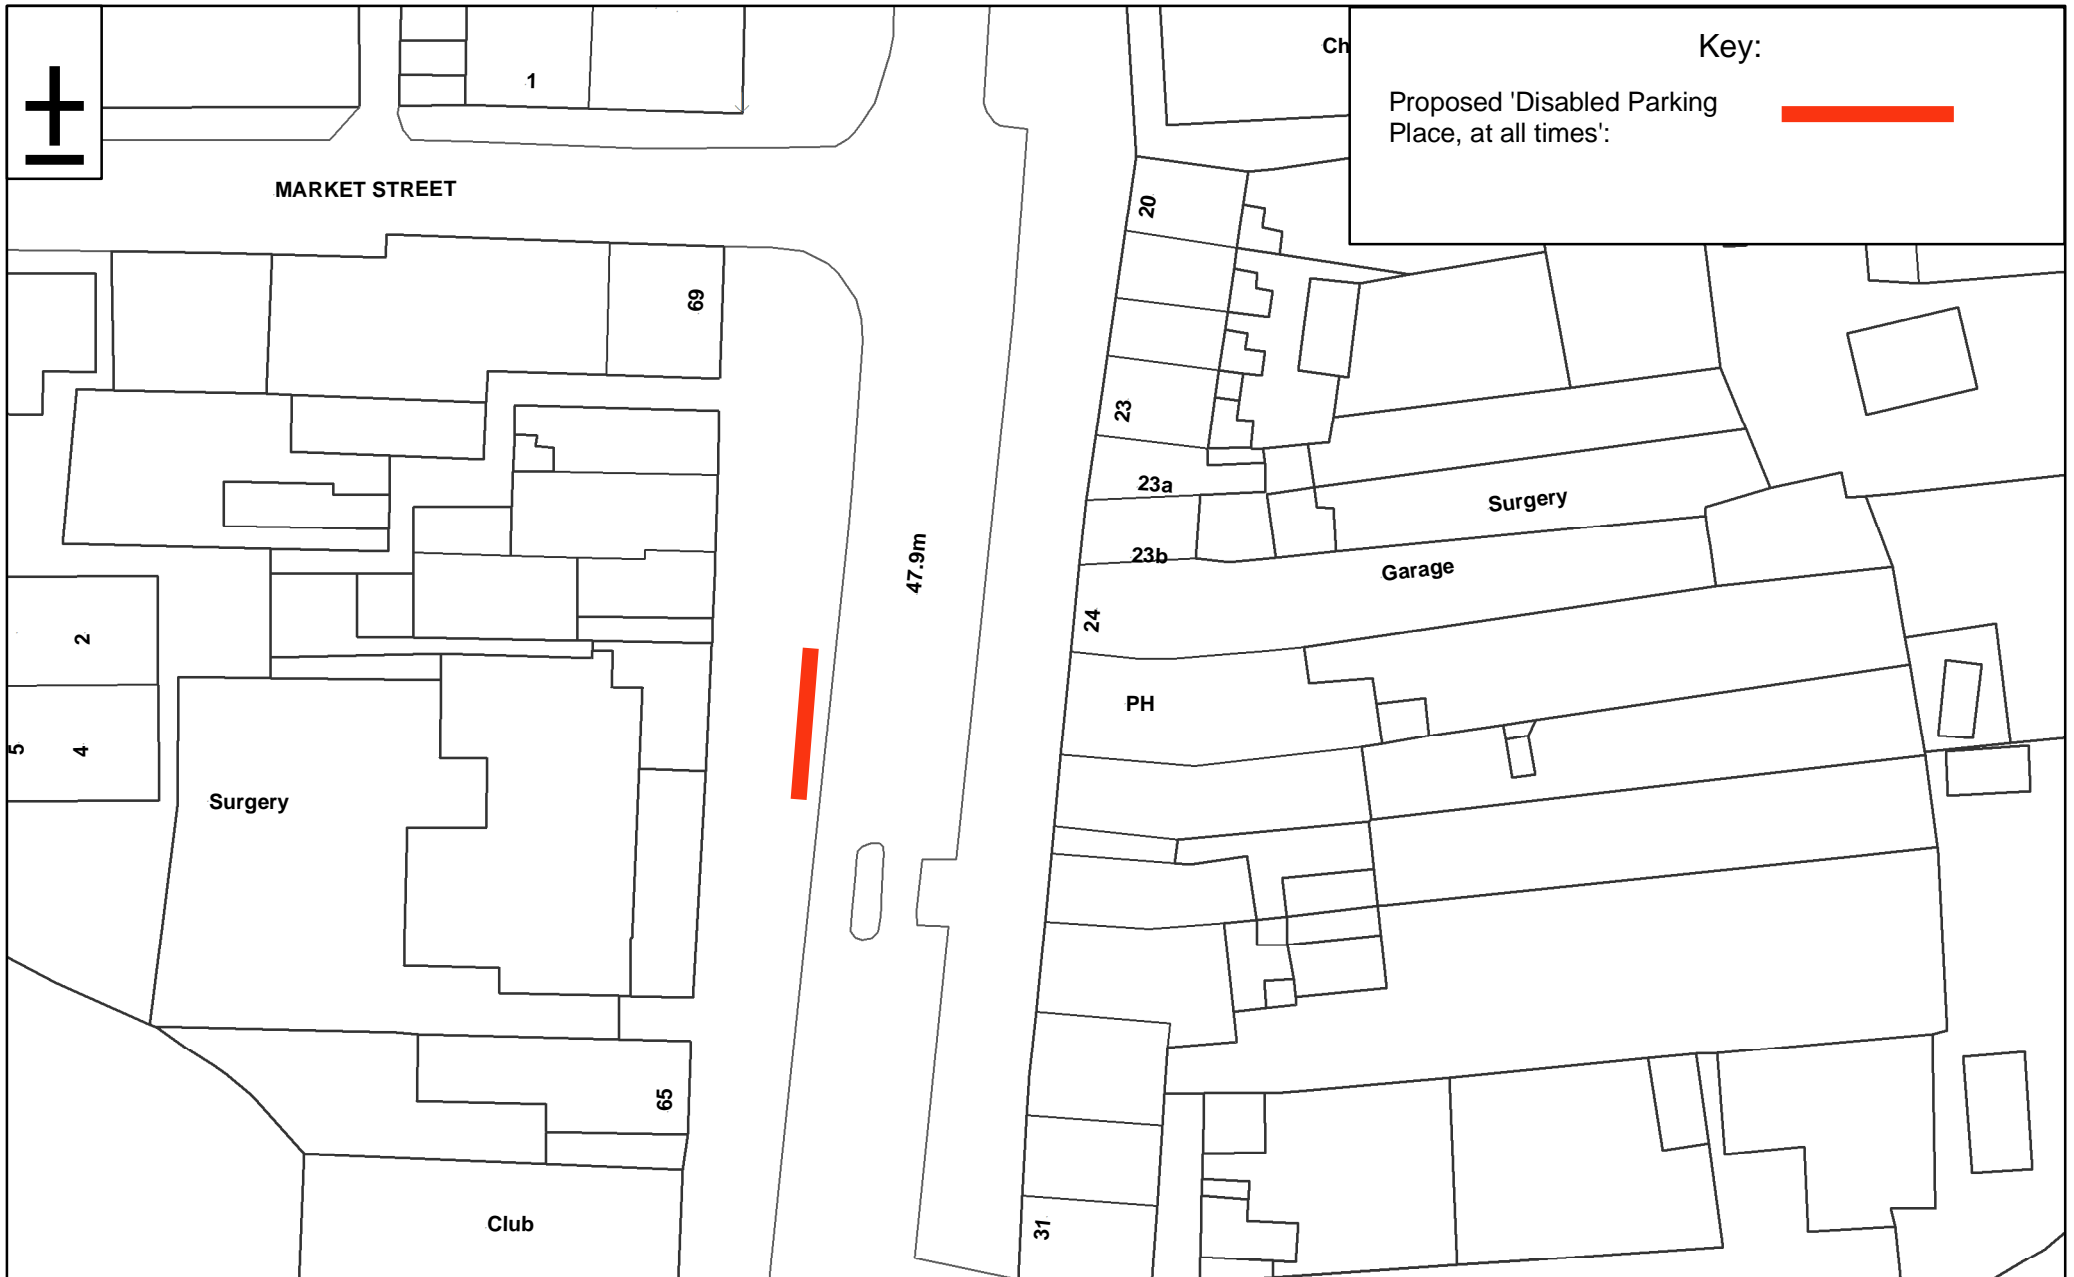 Key:
Proposed 'Disabled Parking
Place, at all times':
Ch
1
MARKET STREET
20
69
23
23a
Surgery
47.9m
23b
Garage
24
2
PH
5
4
Surgery
65
Club
31